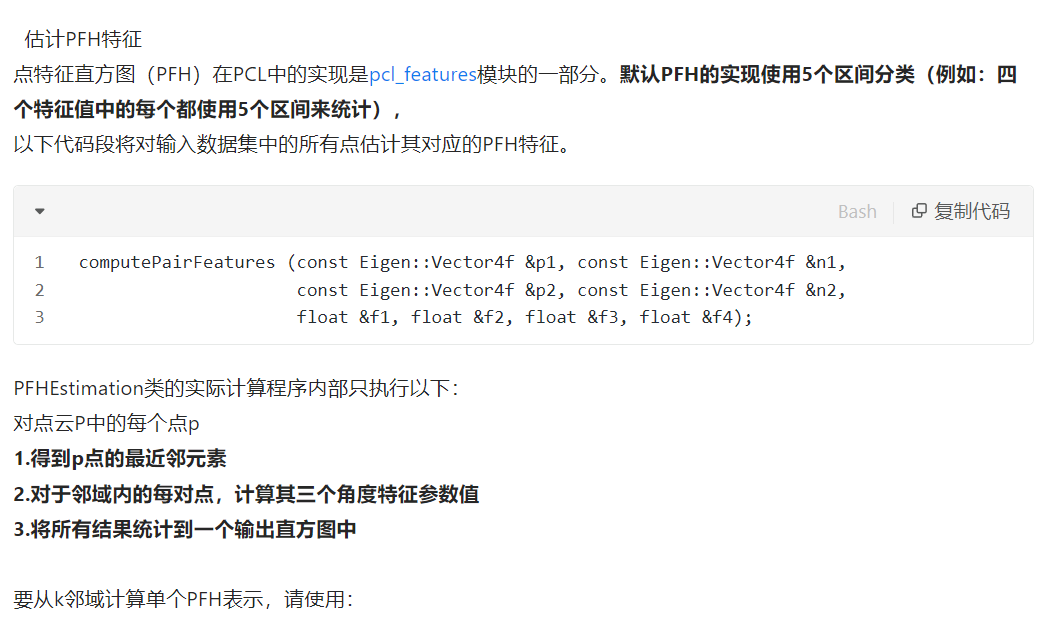 估计PFH特征
点特征直方图（PFH）在PCL中的实现是pcl_features模块的一部分。默认PFH的实现使用5个区间分类（例如：四
个特征值中的每个都使用5个区间来统计），
以下代码段将对输入数据集中的所有点估计其对应的PFH特征。
Bash 复制代码
1 computePairFeatures (const Eigen::Vector4f &p1, const Eigen::Vector4f &n1,
2 const Eigen::Vector4f &p2, const Eigen::Vector4f &n2,
3 float &f1, float &f2, float &f3, float &f4);
PFHEstimation类的实际计算程序内部只执行以下：
对点云P中的每个点p
1.得到p点的最近邻元素
2.对于邻域内的每对点，计算其三个角度特征参数值
3.将所有结果统计到一个输出直方图中
要从k邻域计算单个PFH表示，请使用：